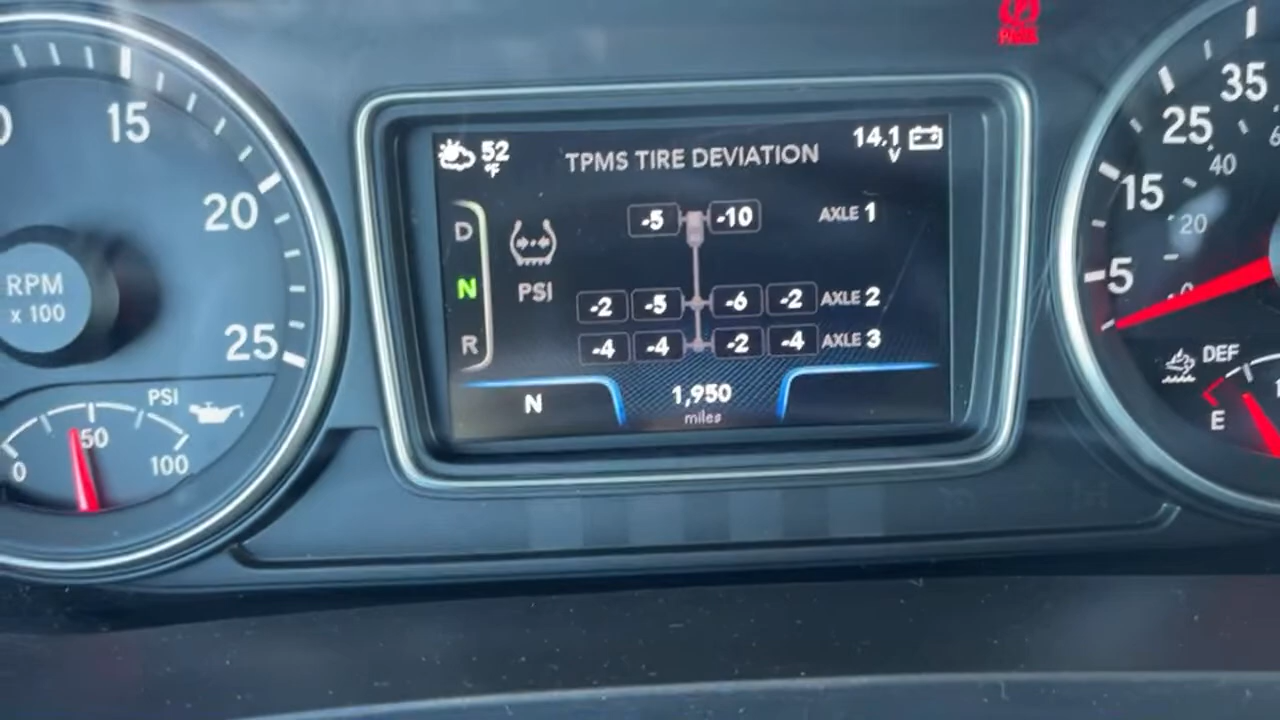 52 °F
TPMS TIRE DEVIATION
14.1 V
D
N
R
PSI
-5 -10 AXLE 1
-2 -5 -6 -2 AXLE 2
-4 -4 -2 -4 AXLE 3
N
1,950
miles
15
20
25
RPM
x 100
PSI
0
50
100
PARK
35
25
15
5
40
20
0
DEF
E